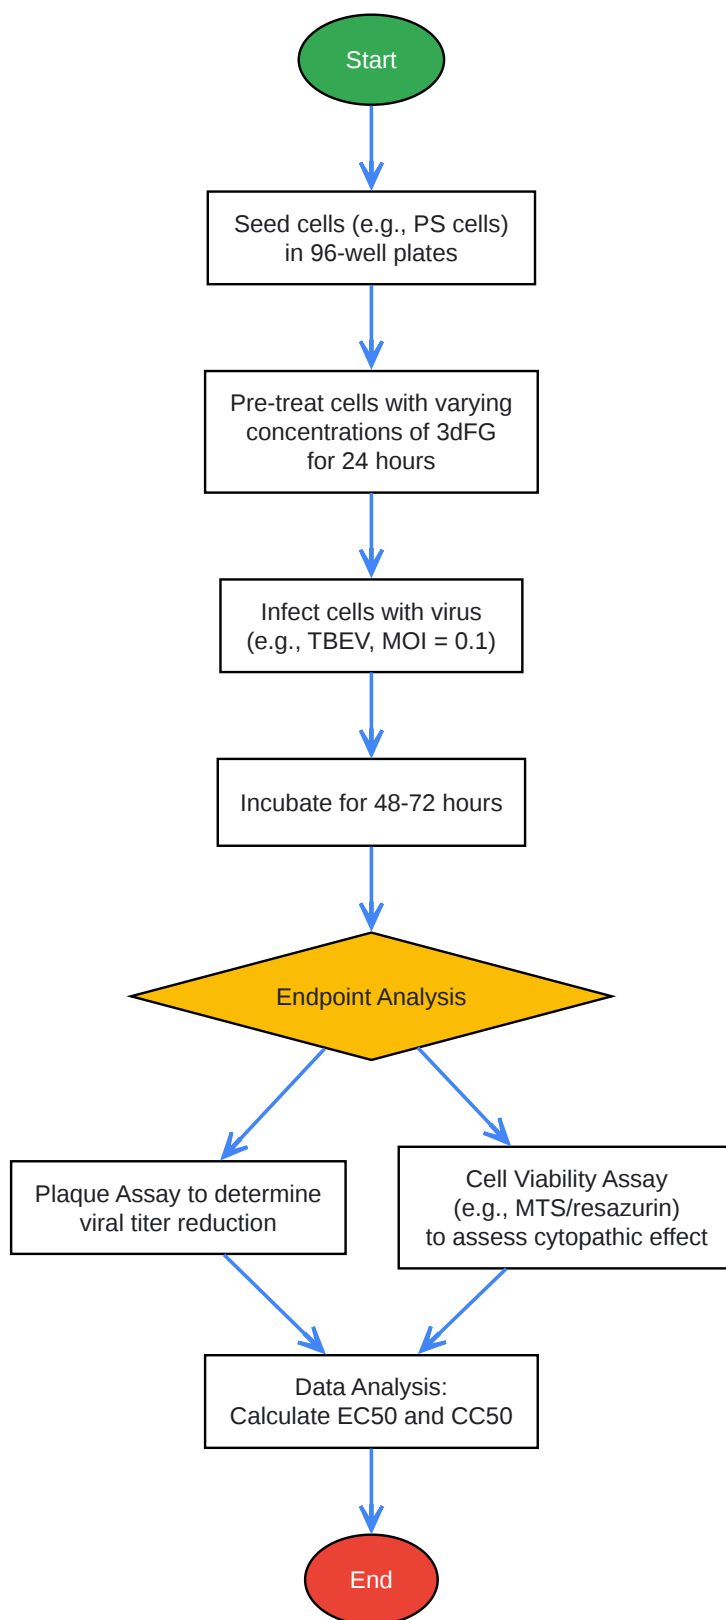 Start
Seed cells (e.g., PS cells)
in 96-well plates
Pre-treat cells with varying
concentrations of 3dFG
for 24 hours
Infect cells with virus
(e.g., TBEV, MOI = 0.1)
Incubate for 48-72 hours
Endpoint Analysis
Plaque Assay to determine
viral titer reduction
Cell Viability Assay
(e.g., MTS/resazurin)
to assess cytopathic effect
Data Analysis:
Calculate EC50 and CC50
End